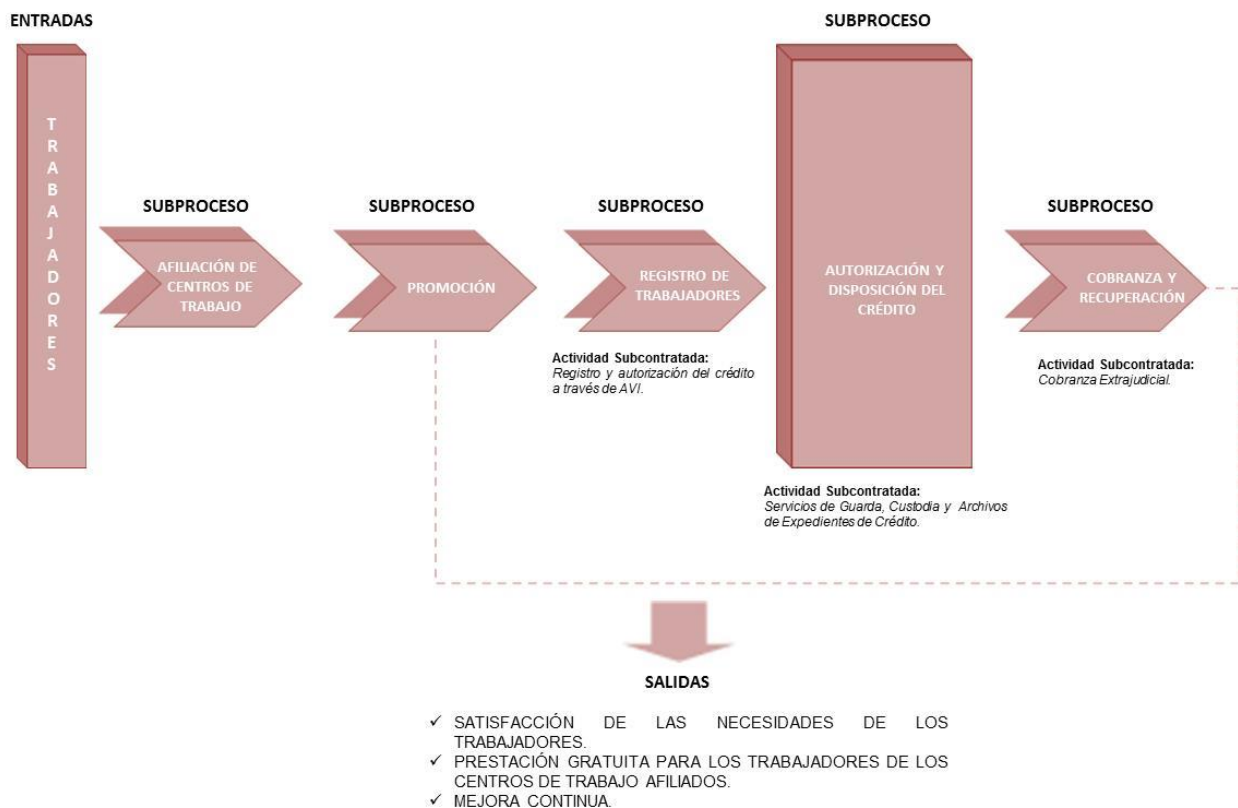 ENTRADAS
T
R
A
B
A
J
A
D
O
R
E
S
SUBPROCESO
AFILIACIÓN DE
CENTROS DE
TRABAJO
SUBPROCESO
PROMOCIÓN
SUBPROCESO
REGISTRO DE
TRABAJADORES
Actividad Subcontratada:
Registro y autorización del crédito
a través de AVI.
SUBPROCESO
AUTORIZACIÓN Y
DISPOSICIÓN DEL
CRÉDITO
Actividad Subcontratada:
Servicios de Guarda, Custodia y Archivos
de Expedientes de Crédito.
SUBPROCESO
COBRANZA Y
RECUPERACIÓN
Actividad Subcontratada:
Cobranza Extrajudicial.
SALIDAS
✓ SATISFACCIÓN DE LAS NECESIDADES DE LOS
TRABAJADORES.
✓ PRESTACIÓN GRATUITA PARA LOS TRABAJADORES DE LOS
CENTROS DE TRABAJO AFILIADOS.
✓ MEJORA CONTINUA.